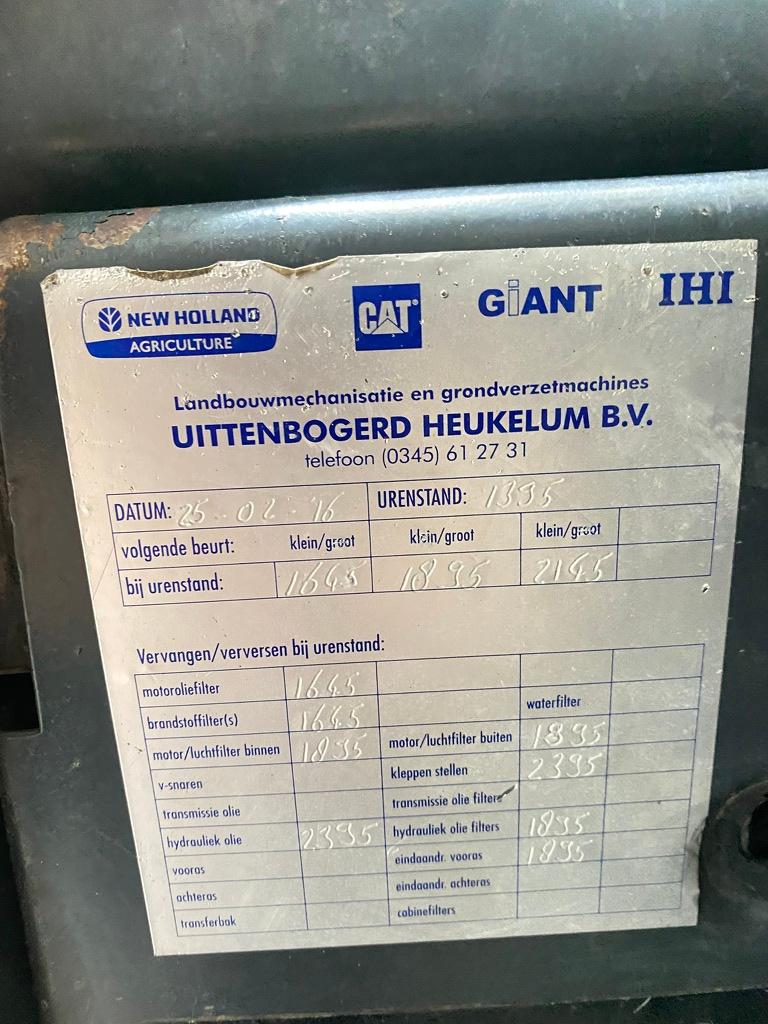 NEW HOLLAND
AGRICULTURE
CAT
GiANT
IHI
Landbouwmechanisatie en grondverzetmachines
UITTENBOGERD HEUKELUM B.V.
telefoon (0345) 61 27 31
DATUM: 25-02-16 URENSTAND: 1395
volgende beurt: klein/groot klein/groot klein/groot
bij urenstand: 1645 1895 2145
Vervangen/verversen bij urenstand:
motoroliefilter 1645
brandstoffilter(s) 1645 waterfilter
motor/luchtfilter binnen 1895 motor/luchtfilter buiten 1895
v-snaren kleppen stellen 2395
transmissie olie transmissie olie filters
hydrauliek olie 2395 hydrauliek olie filters 1895
vooras eindaandr. vooras 1895
achteras eindaandr. achteras
transferbak cabinefilters